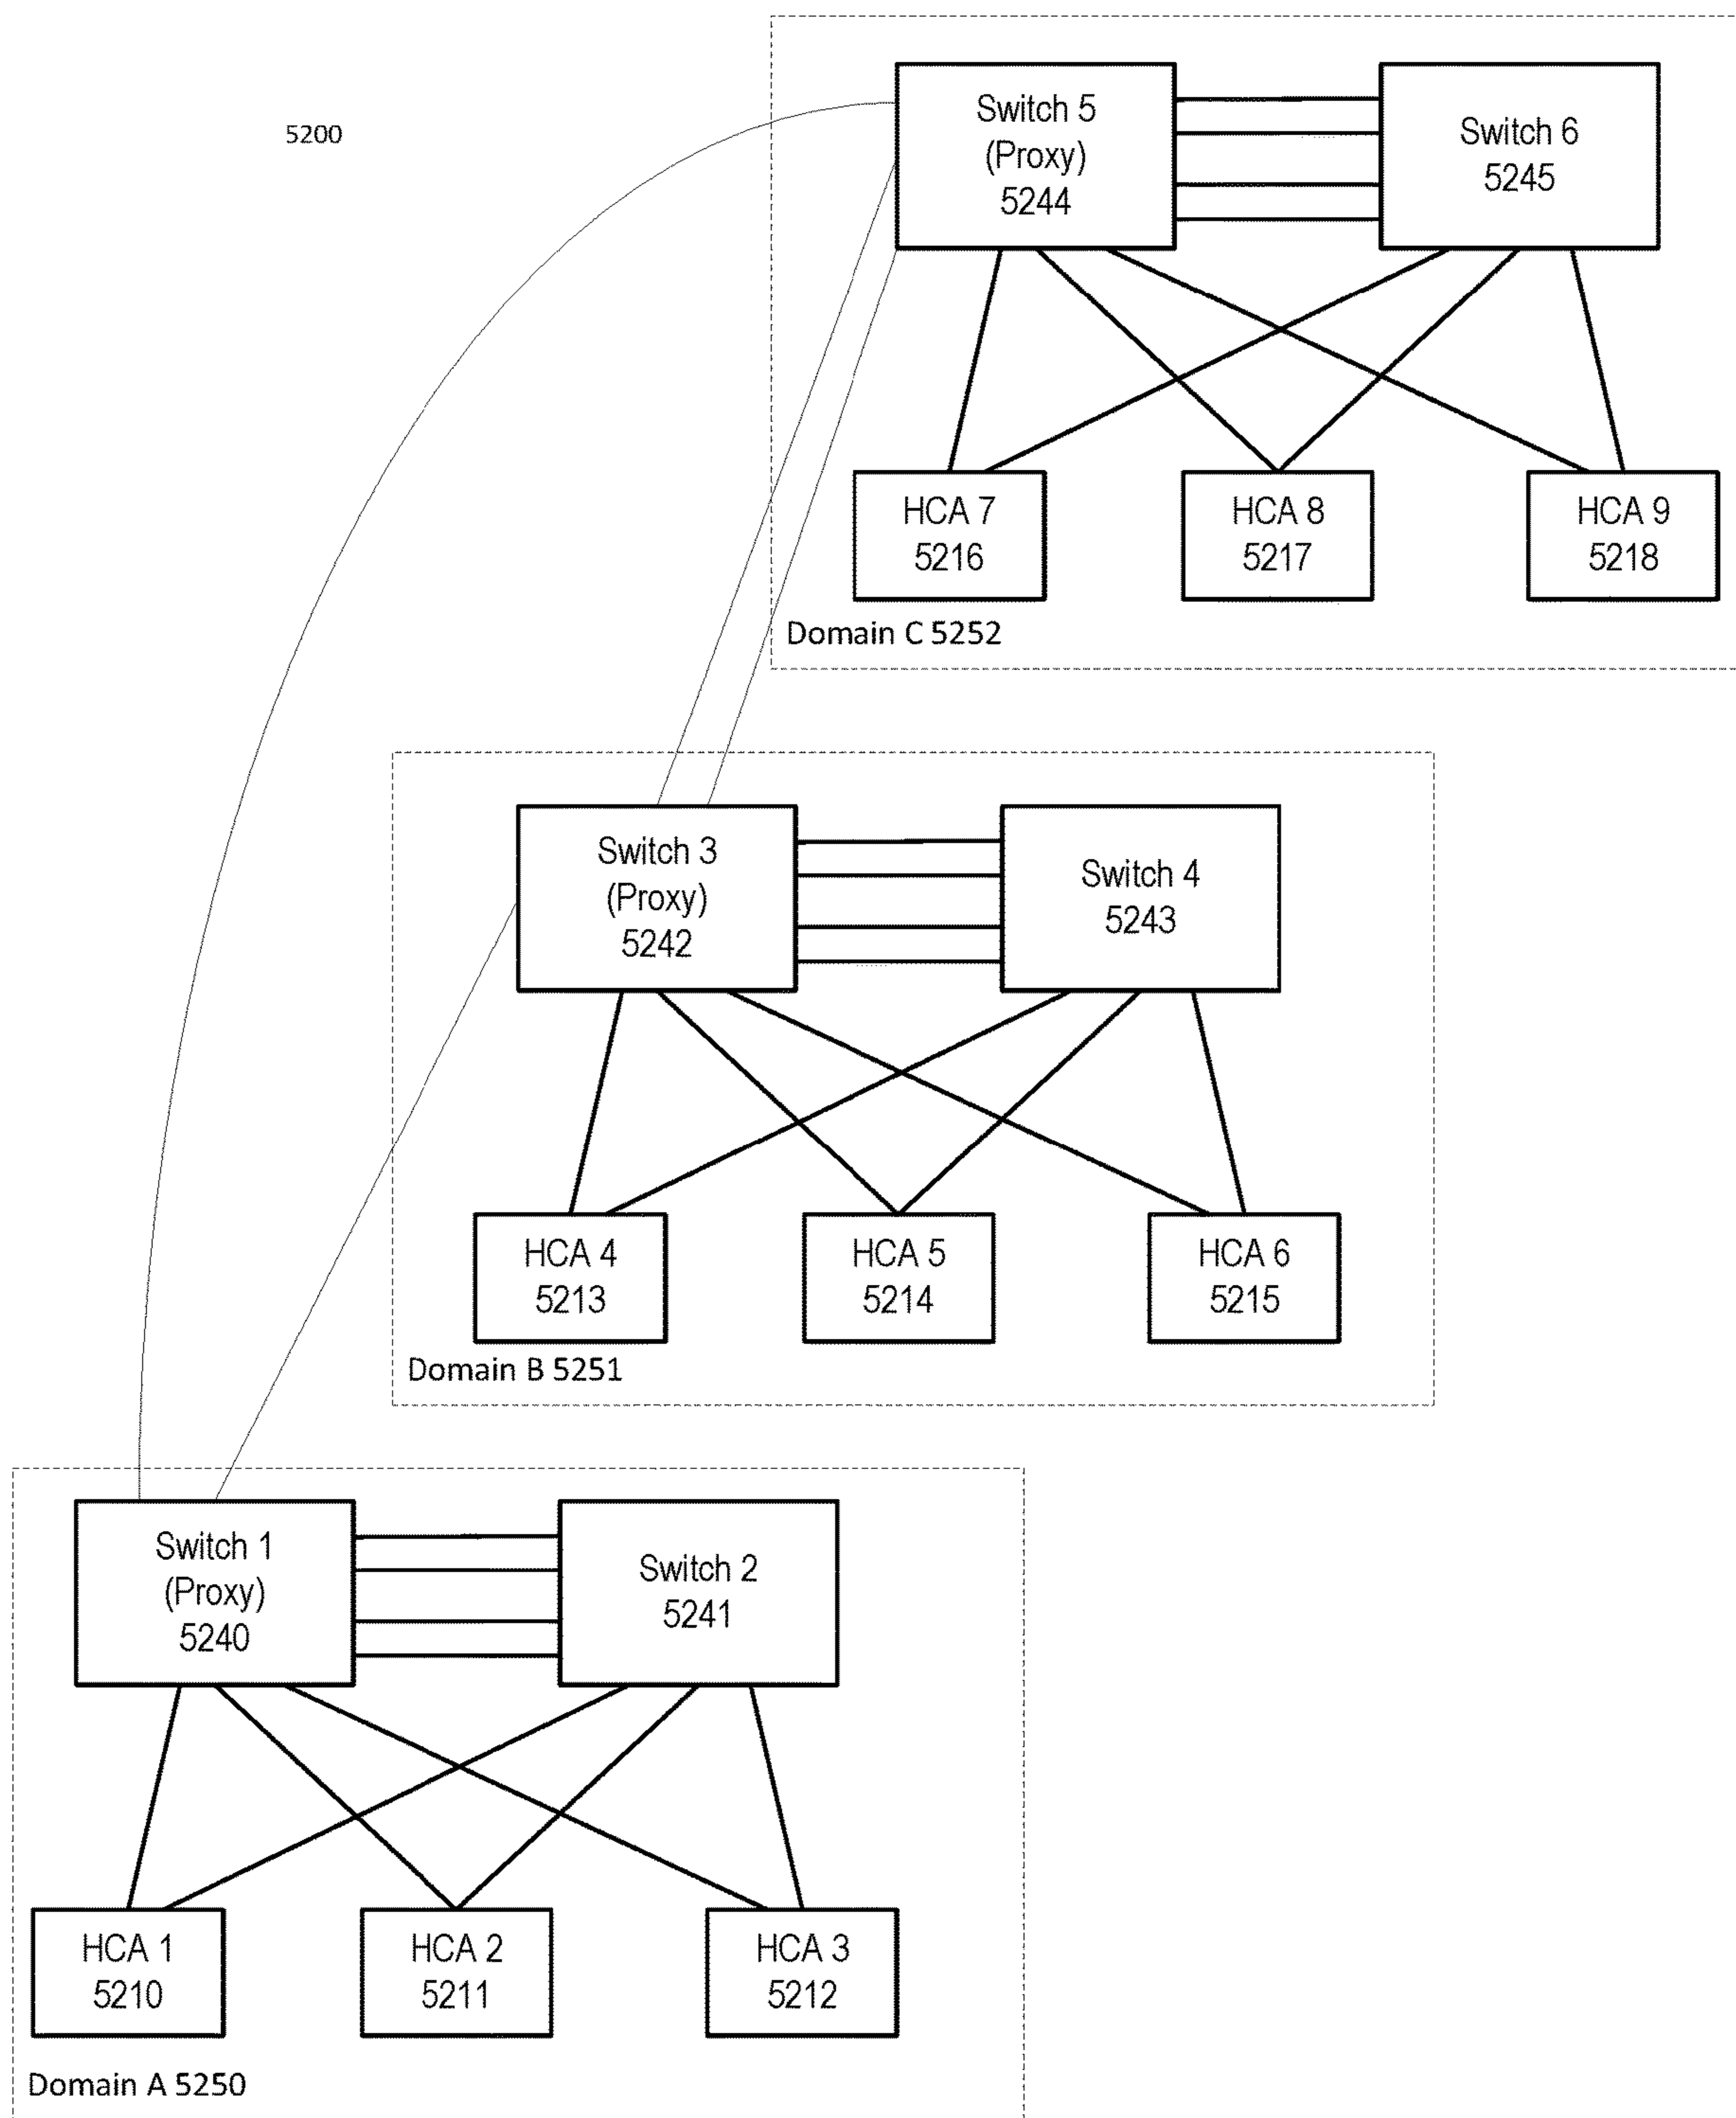 5200
Switch 5
(Proxy)
5244
Switch 6
5245
HCA 7
5216
HCA 8
5217
HCA 9
5218
Domain C 5252
Switch 3
(Proxy)
5242
Switch 4
5243
HCA 4
5213
HCA 5
5214
HCA 6
5215
Domain B 5251
Switch 1
(Proxy)
5240
Switch 2
5241
HCA 1
5210
HCA 2
5211
HCA 3
5212
Domain A 5250